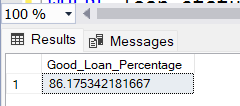 100 %
Results Messages
Good_Loan_Percentage
1 86.175342181667